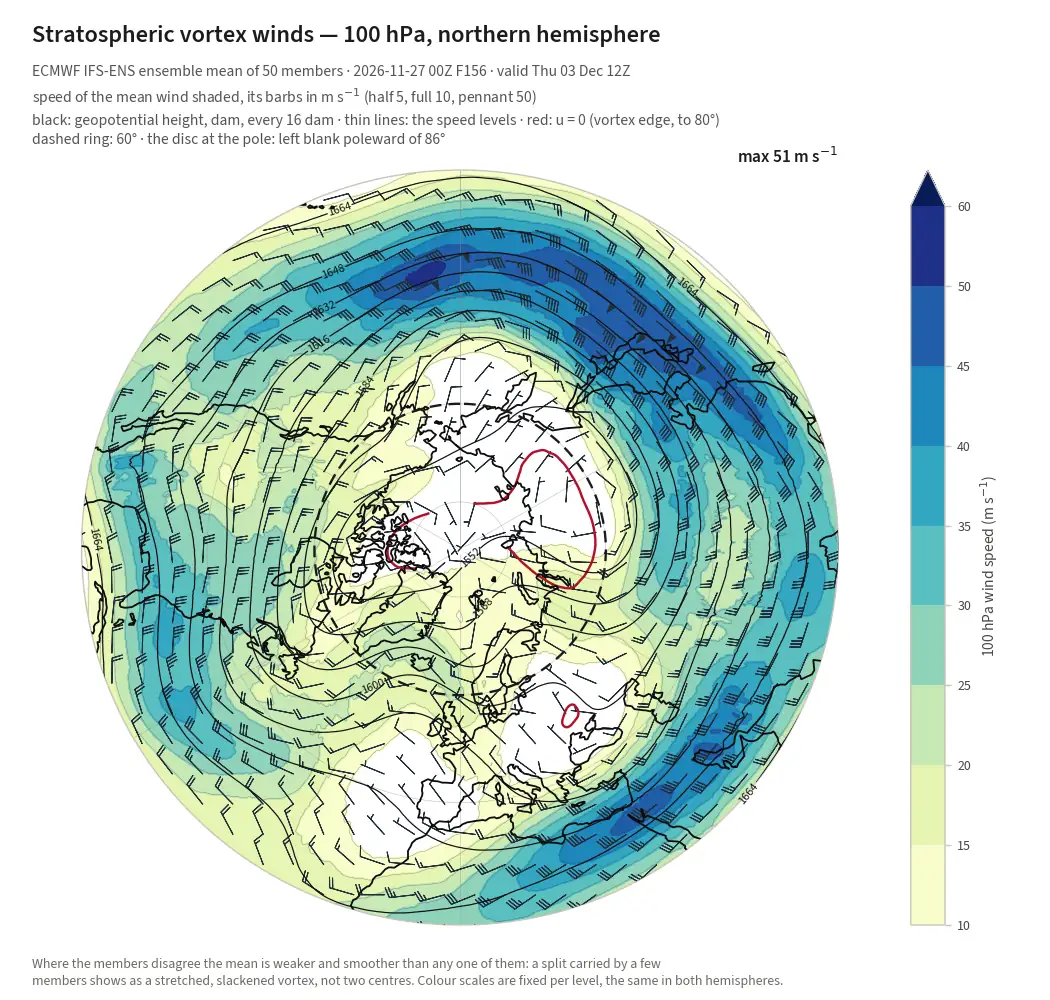 Stratospheric vortex winds — 100 hPa, northern hemisphere
ECMWF IFS-ENS ensemble mean of 50 members · 2026-11-27 00Z F156 · valid Thu 03 Dec 12Z
speed of the mean wind shaded, its barbs in m s⁻¹ (half 5, full 10, pennant 50)
black: geopotential height, dam, every 16 dam · thin lines: the speed levels · red: u = 0 (vortex edge, to 80°)
dashed ring: 60° · the disc at the pole: left blank poleward of 86°
max 51 m s⁻¹
1664
1648
1632
1616
1584
1664
1664
1552
1568
1600
1664
60
50
45
40
35
30
25
20
15
10
100 hPa wind speed (m s⁻¹)
Where the members disagree the mean is weaker and smoother than any one of them: a split carried by a few
members shows as a stretched, slackened vortex, not two centres. Colour scales are fixed per level, the same in both hemispheres.